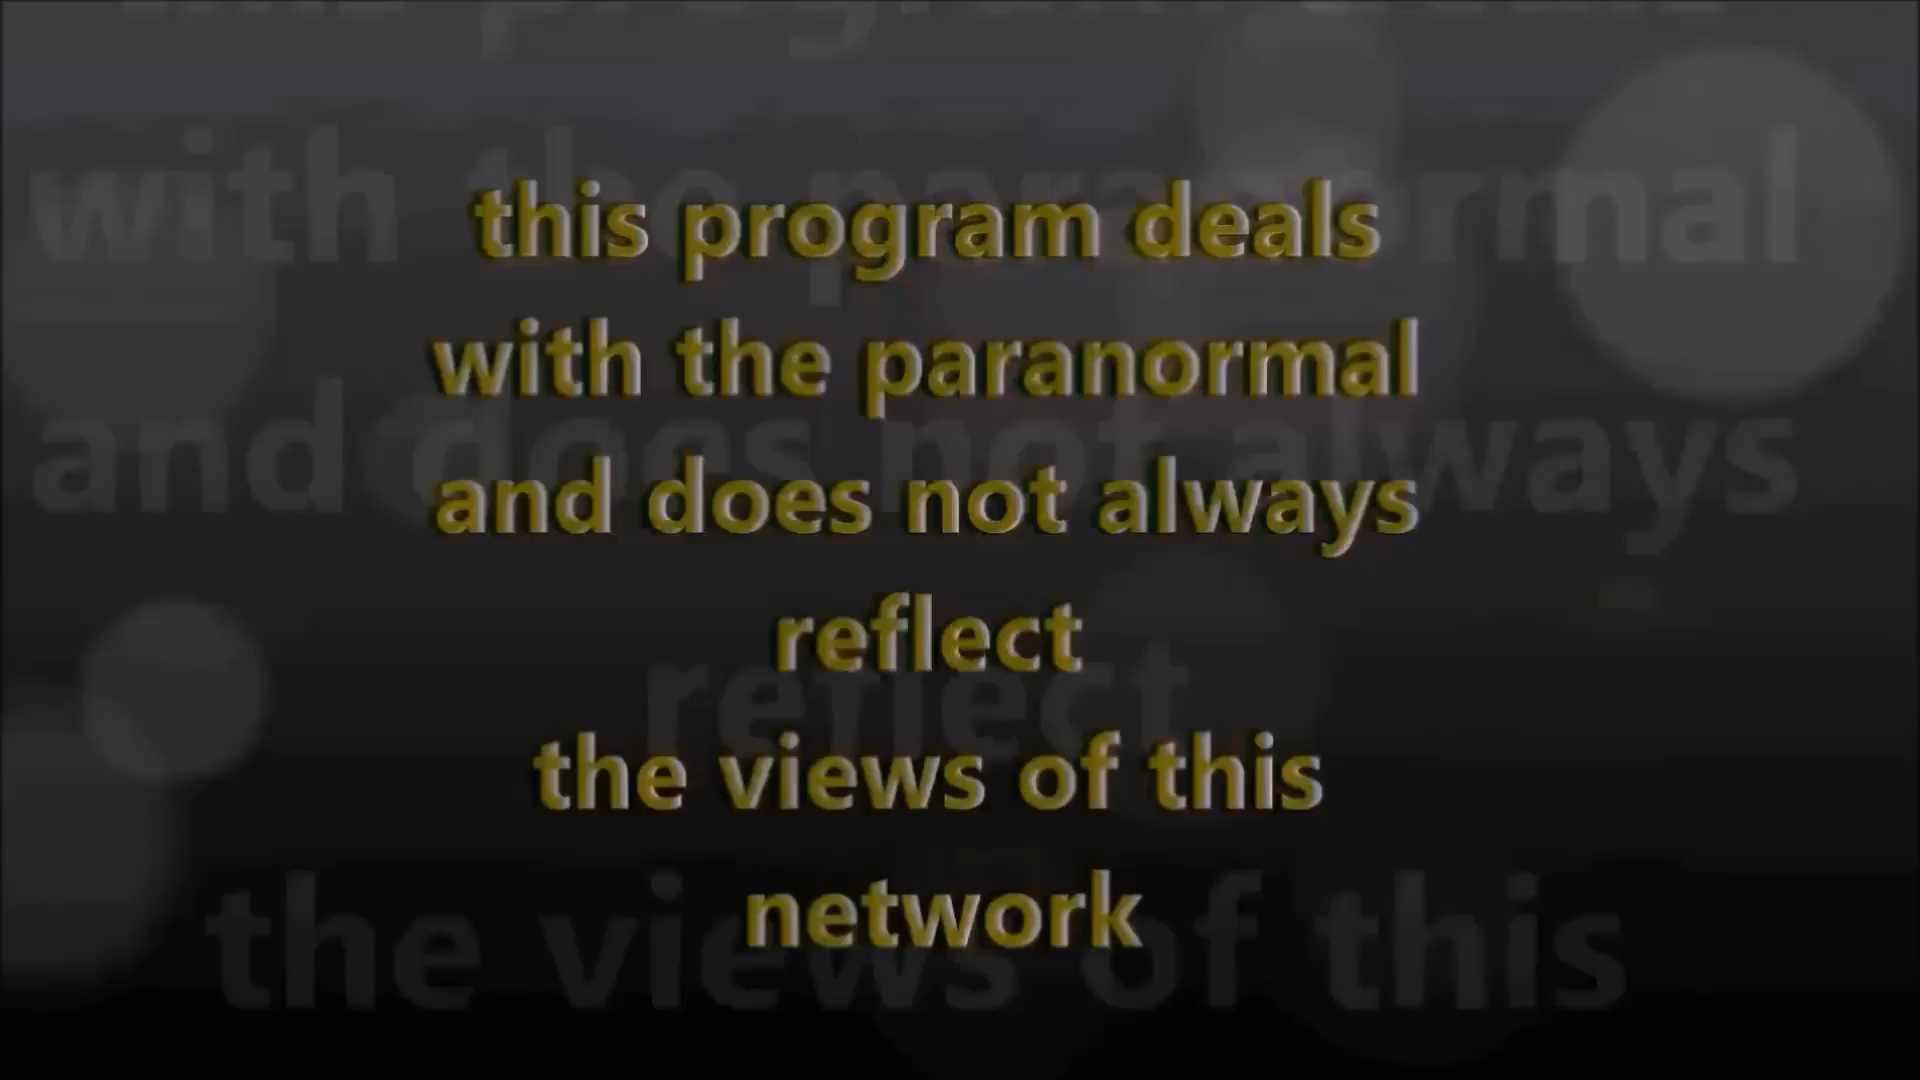 this program deals
with the paranormal
and does not always
reflect
the views of this
network